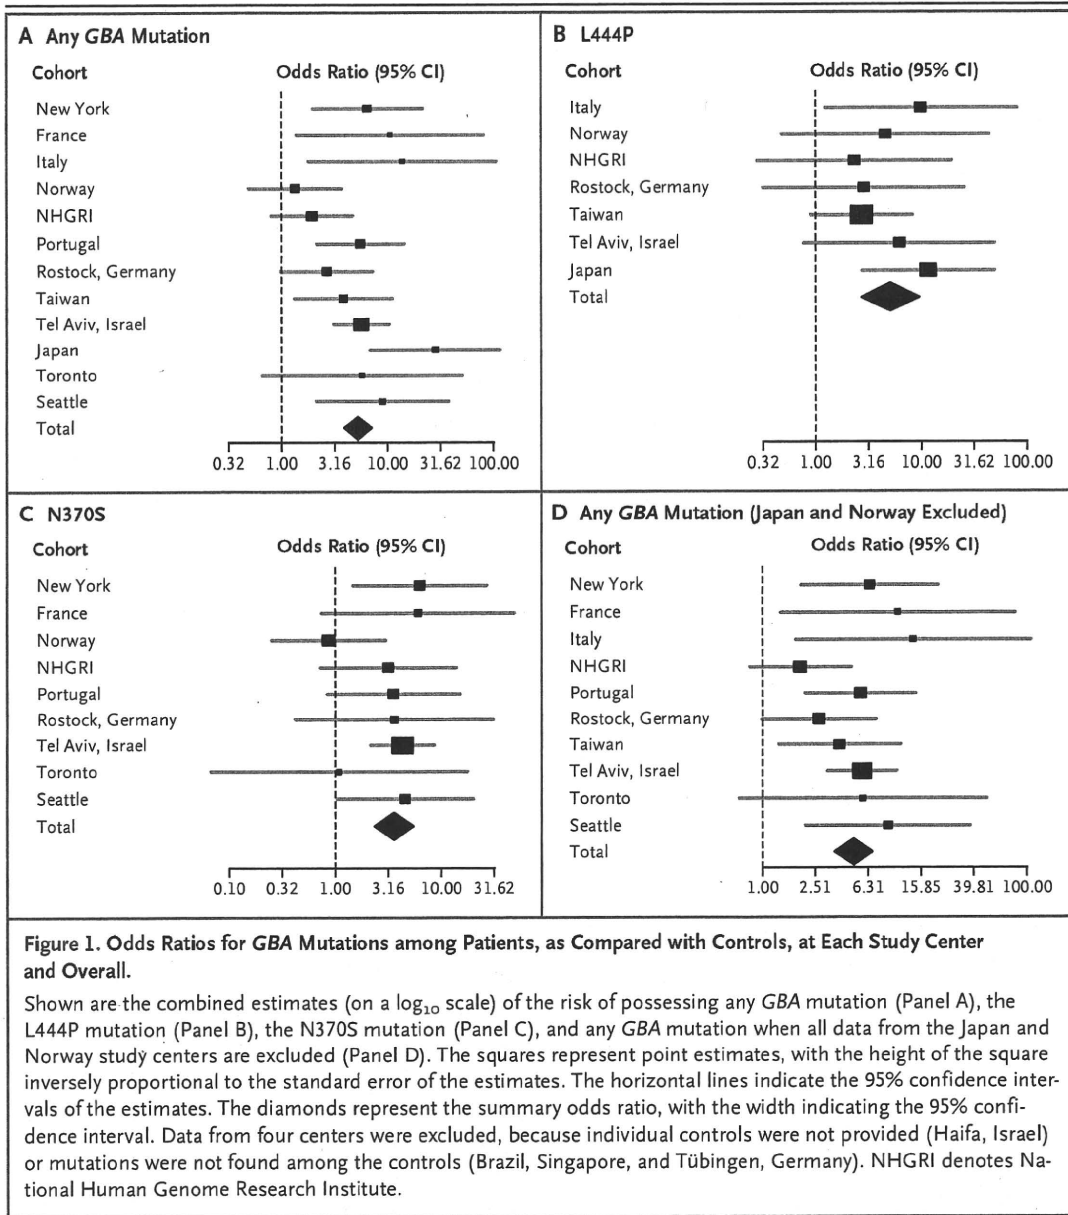 A Any GBA Mutation
Cohort Odds Ratio (95% CI)
New York
France
Italy
Norway
NHGRI
Portugal
Rostock, Germany
Taiwan
Tel Aviv, Israel
Japan
Toronto
Seattle
Total
0.32 1.00 3.16 10.00 31.62 100.00
B L444P
Cohort Odds Ratio (95% CI)
Italy
Norway
NHGRI
Rostock, Germany
Taiwan
Tel Aviv, Israel
Japan
Total
0.32 1.00 3.16 10.00 31.62 100.00
C N370S
Cohort Odds Ratio (95% CI)
New York
France
Norway
NHGRI
Portugal
Rostock, Germany
Tel Aviv, Israel
Toronto
Seattle
Total
0.10 0.32 1.00 3.16 10.00 31.62
D Any GBA Mutation (Japan and Norway Excluded)
Cohort Odds Ratio (95% CI)
New York
France
Italy
NHGRI
Portugal
Rostock, Germany
Taiwan
Tel Aviv, Israel
Toronto
Seattle
Total
1.00 2.51 6.31 15.85 39.81 100.00
Figure 1. Odds Ratios for GBA Mutations among Patients, as Compared with Controls, at Each Study Center
and Overall.
Shown are the combined estimates (on a log₁₀ scale) of the risk of possessing any GBA mutation (Panel A), the
L444P mutation (Panel B), the N370S mutation (Panel C), and any GBA mutation when all data from the Japan and
Norway study centers are excluded (Panel D). The squares represent point estimates, with the height of the square
inversely proportional to the standard error of the estimates. The horizontal lines indicate the 95% confidence inter-
vals of the estimates. The diamonds represent the summary odds ratio, with the width indicating the 95% confi-
dence interval. Data from four centers were excluded, because individual controls were not provided (Haifa, Israel)
or mutations were not found among the controls (Brazil, Singapore, and Tübingen, Germany). NHGRI denotes Na-
tional Human Genome Research Institute.